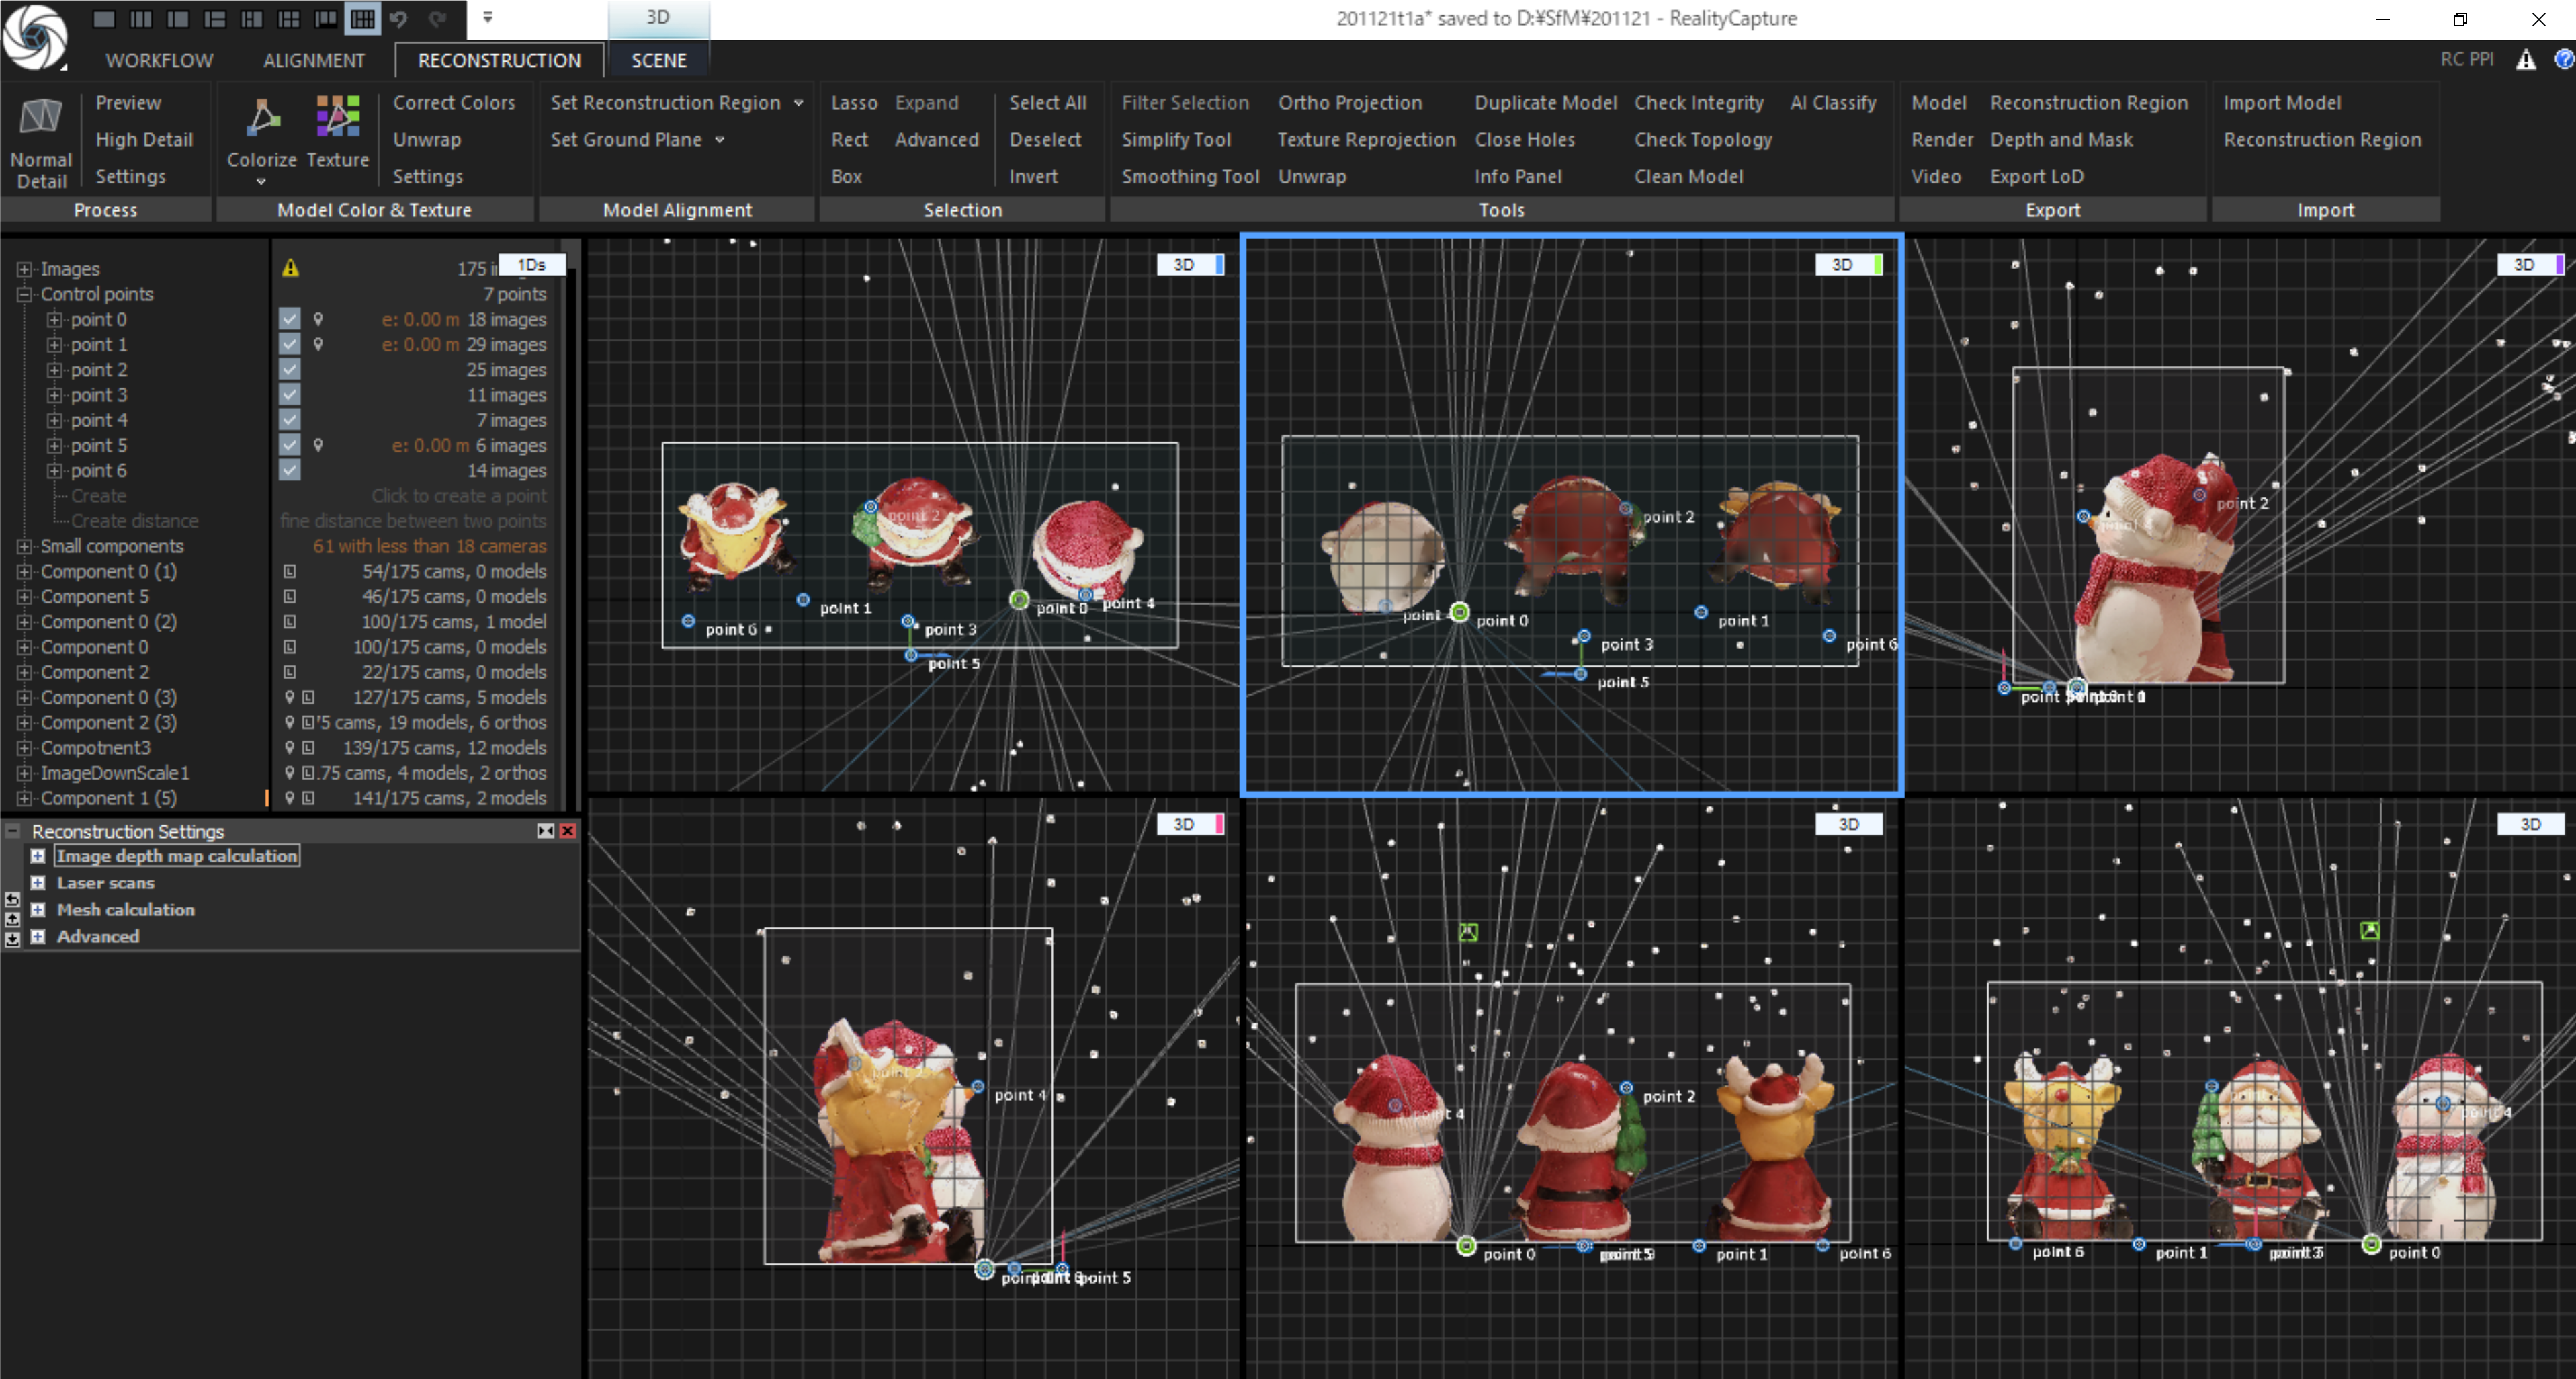 3D
201121t1a* saved to D:¥SfM¥201121 - RealityCapture
WORKFLOW ALIGNMENT RECONSTRUCTION SCENE
RC PPI
Normal Detail
Preview
High Detail
Settings
Process
Colorize Texture
Correct Colors
Unwrap
Settings
Model Color & Texture
Set Reconstruction Region
Set Ground Plane
Model Alignment
Lasso Expand
Rect Advanced
Box
Select All
Deselect
Invert
Selection
Filter Selection Ortho Projection Duplicate Model Check Integrity AI Classify
Simplify Tool Texture Reprojection Close Holes Check Topology
Smoothing Tool Unwrap Info Panel Clean Model
Tools
Model Reconstruction Region
Render Depth and Mask
Video Export LoD
Export
Import Model
Reconstruction Region
Import
1Ds
Images 175
Control points 7 points
point 0 e: 0.00 m 18 images
point 1 e: 0.00 m 29 images
point 2 25 images
point 3 11 images
point 4 7 images
point 5 e: 0.00 m 6 images
point 6 14 images
Create Click to create a point
Create distance fine distance between two points
Small components 61 with less than 18 cameras
Component 0 (1) 54/175 cams, 0 models
Component 5 46/175 cams, 0 models
Component 0 (2) 100/175 cams, 1 model
Component 0 100/175 cams, 0 models
Component 2 22/175 cams, 0 models
Component 0 (3) 127/175 cams, 5 models
Component 2 (3) '5 cams, 19 models, 6 orthos
Compotnent3 139/175 cams, 12 models
ImageDownScale1 .75 cams, 4 models, 2 orthos
Component 1 (5) 141/175 cams, 2 models
Reconstruction Settings
Image depth map calculation
Laser scans
Mesh calculation
Advanced
3D
point 2
point 1
point 0
point 4
point 6
point 3
point 5
3D
point 2
point
point 0
point 1
point 3
point 6
point 5
3D
point 2
point
3D
point 2
point 4
point 5
3D
point 4
point 2
point 0
point 1
point 6
3D
point 4
point 6
point 1
point 0